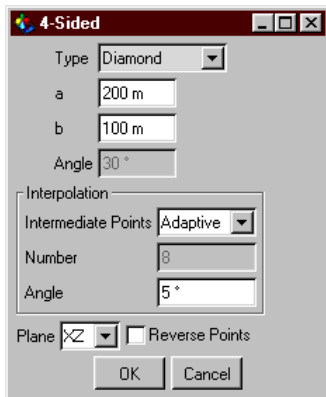 4-Sided
Type Diamond
a 200 m
b 100 m
Angle 30 °
Interpolation
Intermediate Points Adaptive
Number 8
Angle 5 °
Plane XZ Reverse Points
OK Cancel